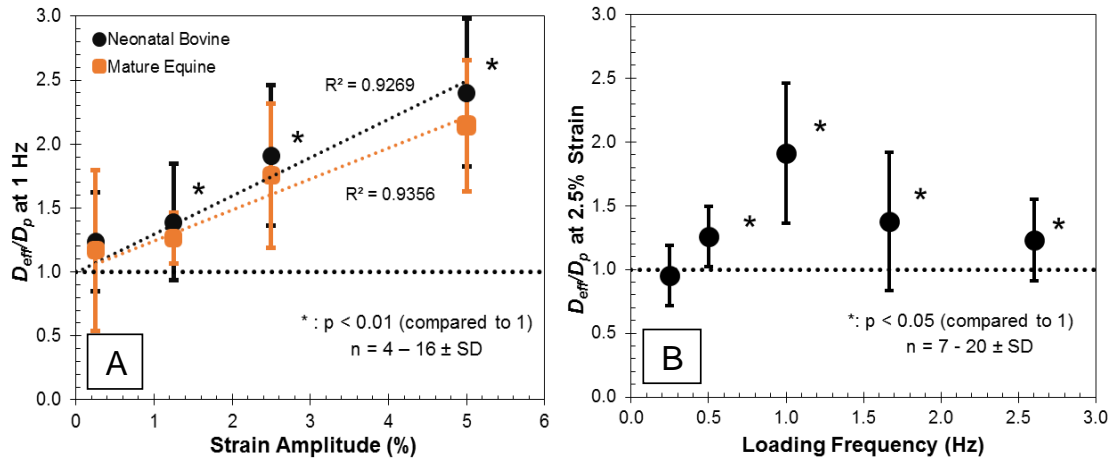 3.0
2.5
2.0
1.5
1.0
0.5
0.0
D_eff/D_p at 1 Hz
Neonatal Bovine
Mature Equine
R² = 0.9269
R² = 0.9356
*
*
*
* : p < 0.01 (compared to 1)
n = 4 – 16 ± SD
A
0 1 2 3 4 5 6
Strain Amplitude (%)
3.0
2.5
2.0
1.5
1.0
0.5
0.0
D_eff/D_p at 2.5% Strain
*
*
*
*
*: p < 0.05 (compared to 1)
n = 7 - 20 ± SD
B
0.0 0.5 1.0 1.5 2.0 2.5 3.0
Loading Frequency (Hz)